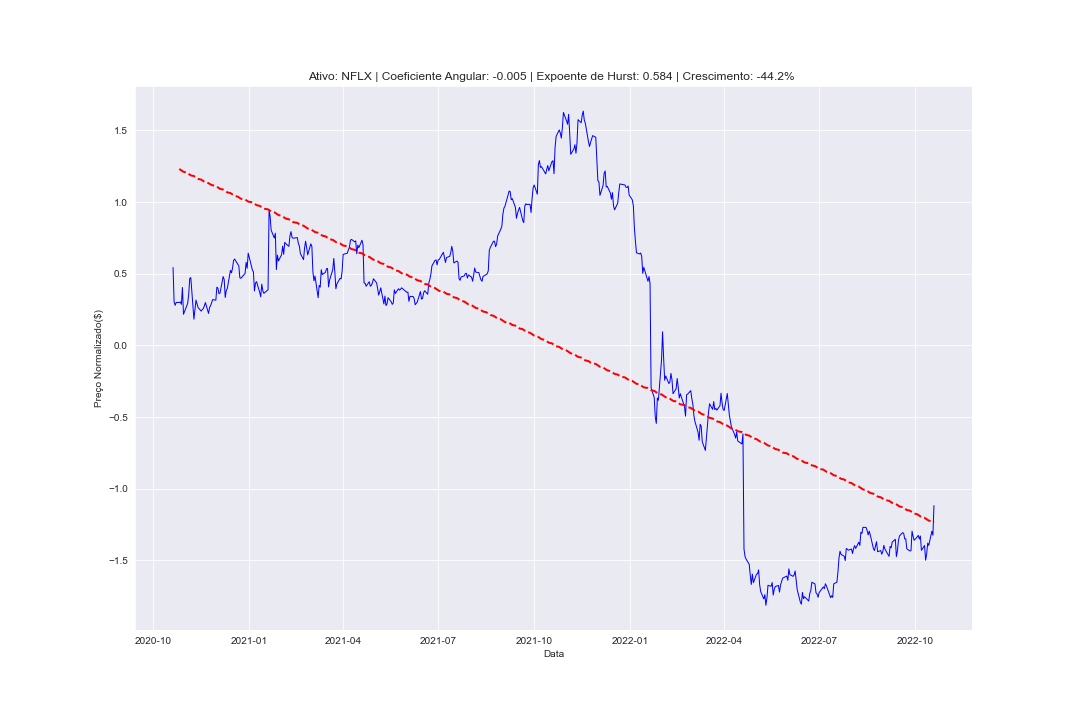 Ativo: NFLX | Coeficiente Angular: -0.005 | Expoente de Hurst: 0.584 | Crescimento: -44.2%
1.5
1.0
0.5
0.0
−0.5
−1.0
−1.5
Preço Normalizado($)
2020-10 2021-01 2021-04 2021-07 2021-10 2022-01 2022-04 2022-07 2022-10
Data